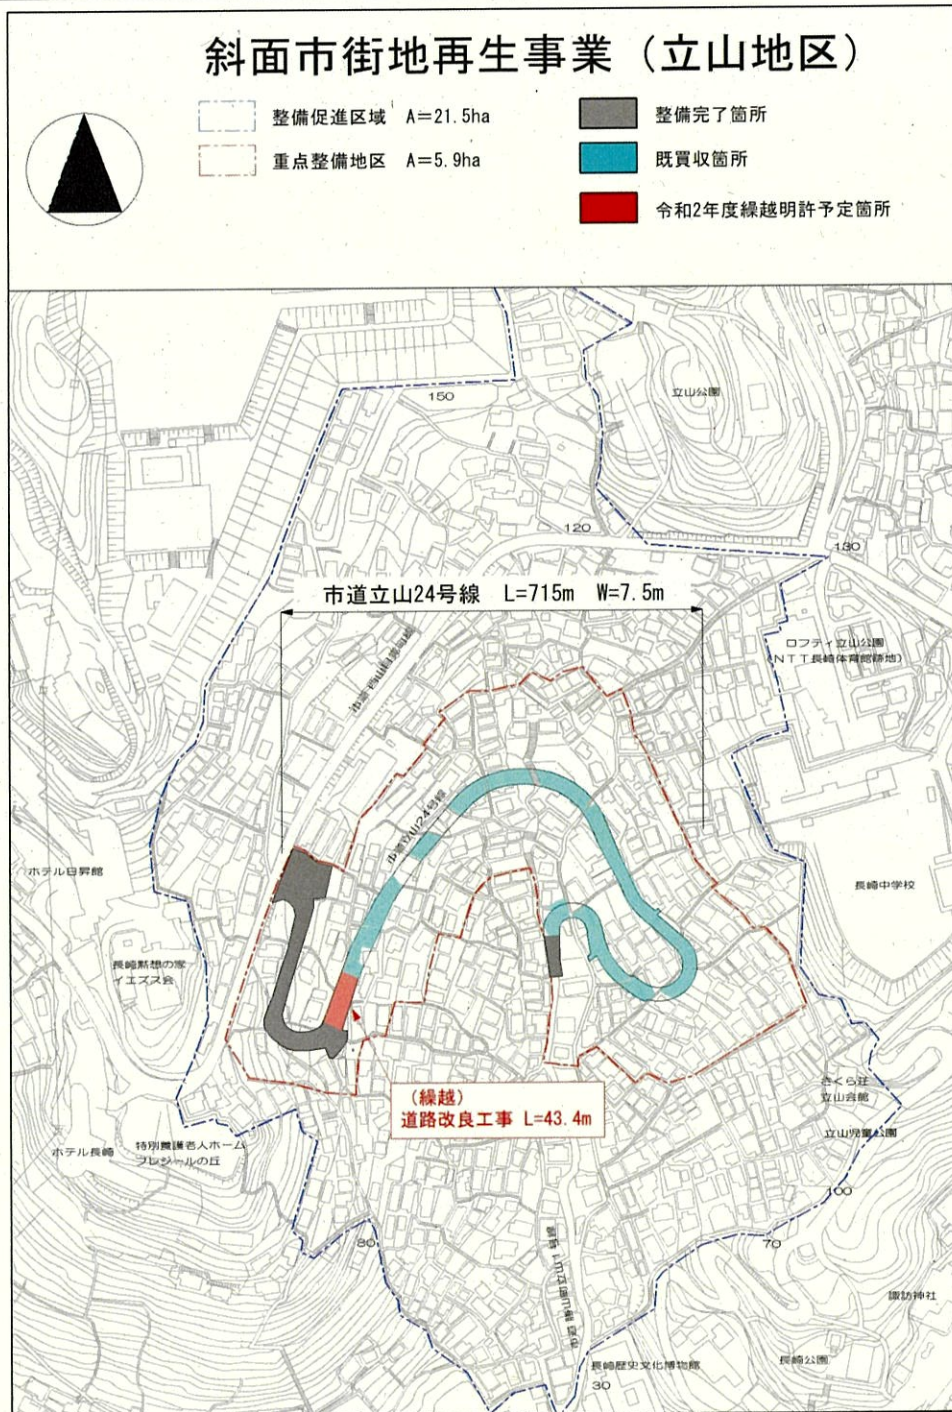 斜面市街地再生事業（立山地区）
整備促進区域 A=21.5ha
重点整備地区 A=5.9ha
整備完了箇所
既買収箇所
令和2年度繰越明許予定箇所
立山公園
150
120
130
市道立山24号線 L=715m W=7.5m
ロフティ立山公園
(NTT長崎体育館跡地)
市道立山24号線
ホテル日昇館
長崎中学校
長崎黙想の家
イエズス会
（繰越）
道路改良工事 L=43.4m
さくら荘
立山会館
立山児童公園
ホテル長崎
特別養護老人ホーム
プレジールの丘
100
80
70
諏訪神社
長崎歴史文化博物館
長崎公園
30